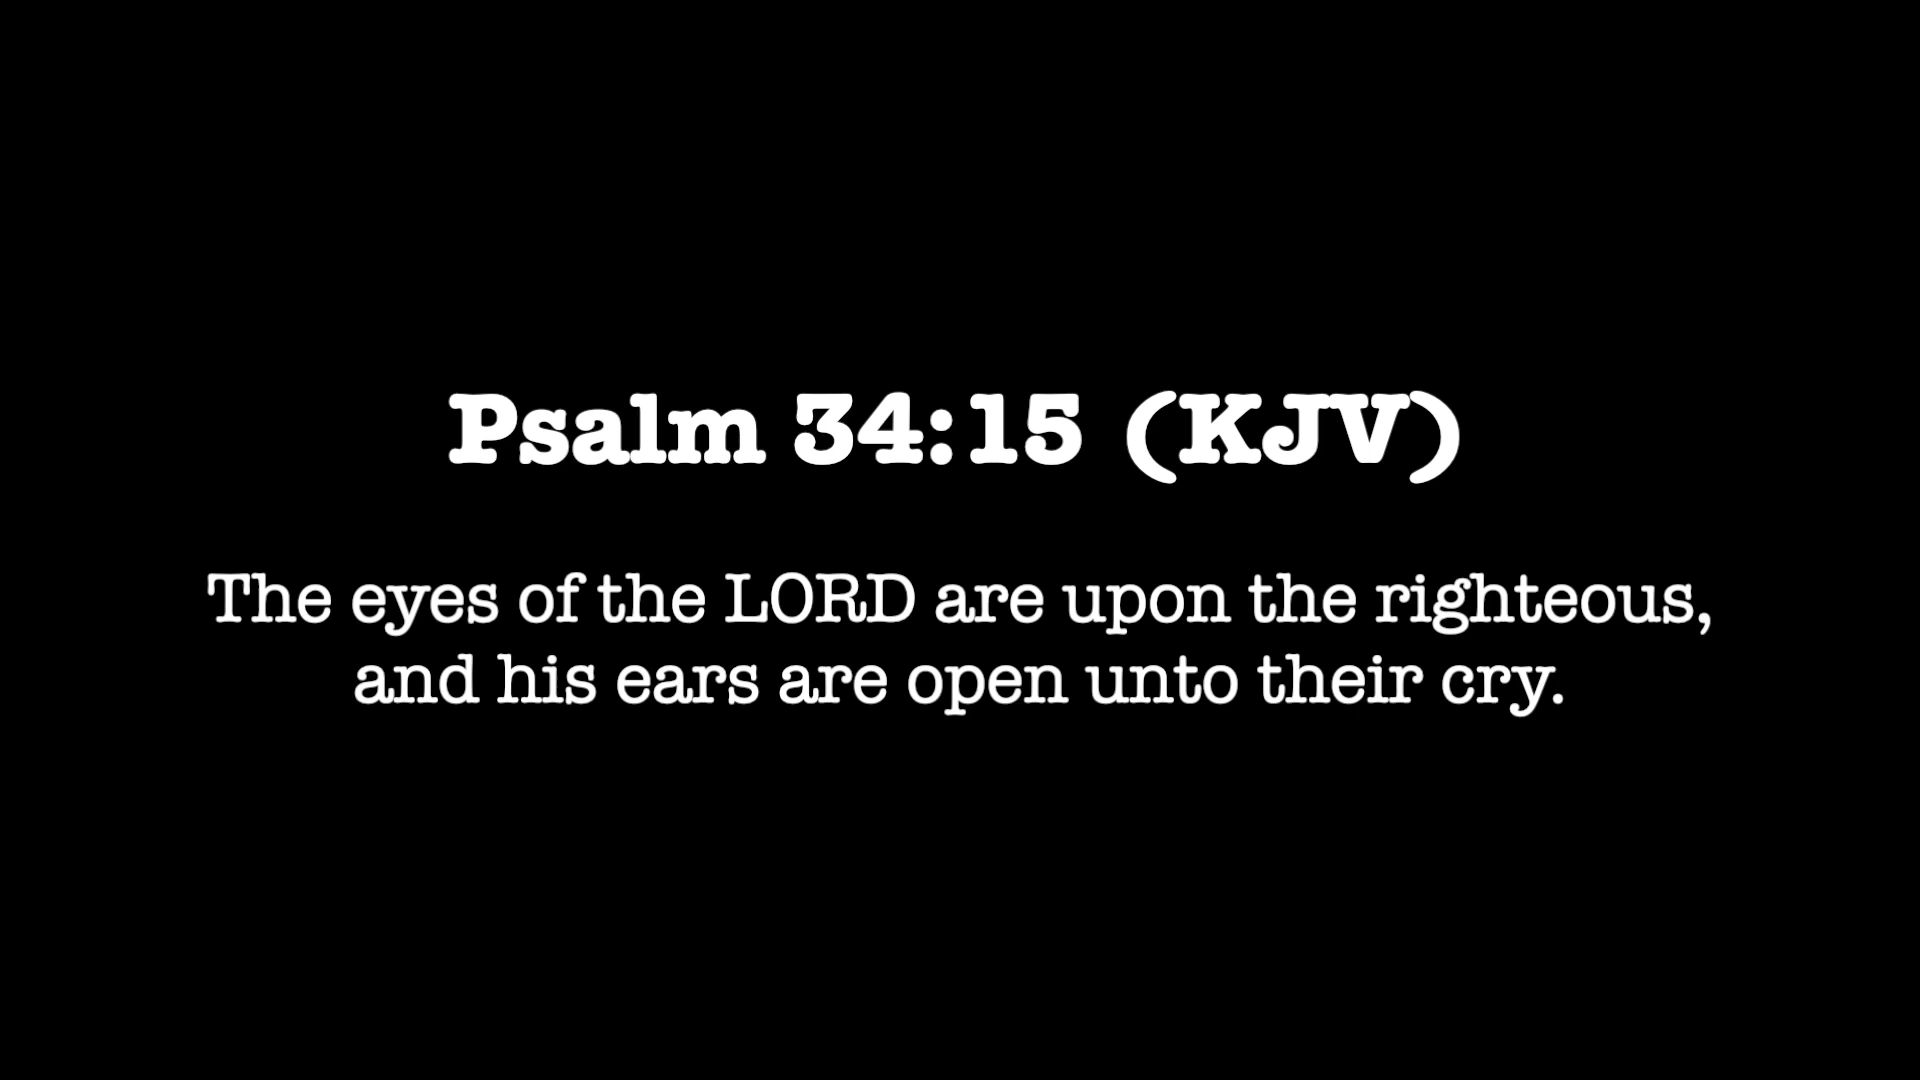 Psalm 34:15 (KJV)
The eyes of the LORD are upon the righteous,
and his ears are open unto their cry.